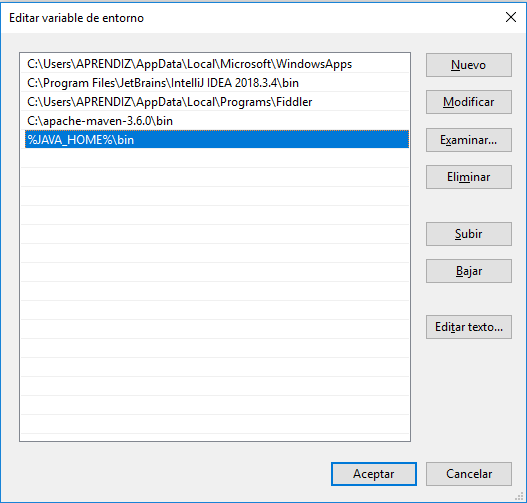 Editar variable de entorno
C:\Users\APRENDIZ\AppData\Local\Microsoft\WindowsApps
C:\Program Files\JetBrains\IntelliJ IDEA 2018.3.4\bin
C:\Users\APRENDIZ\AppData\Local\Programs\Fiddler
C:\apache-maven-3.6.0\bin
%JAVA_HOME%\bin
Nuevo
Modificar
Examinar...
Eliminar
Subir
Bajar
Editar texto...
Aceptar
Cancelar